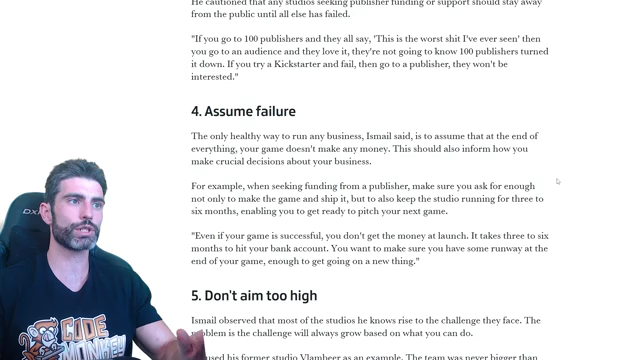 He cautioned that any studios seeking publisher funding or support should stay away
from the public until all else has failed.
"If you go to 100 publishers and they all say, 'This is the worst shit I've ever seen' then
you go to an audience and they love it, they're not going to know 100 publishers turned
it down. If you try a Kickstarter and fail, then go to a publisher, they won't be
interested."
4. Assume failure
The only healthy way to run any business, Ismail said, is to assume that at the end of
everything, your game doesn't make any money. This should also inform how you
make crucial decisions about your business.
For example, when seeking funding from a publisher, make sure you ask for enough
not only to make the game and ship it, but to also keep the studio running for three to
six months, enabling you to get ready to pitch your next game.
"Even if your game is successful, you don't get the money at launch. It takes three to six
months to hit your bank account. You want to make sure you have some runway at the
end of your game, enough to get going on a new thing."
5. Don't aim too high
Ismail observed that most of the studios he knows rise to the challenge they face. The
problem is the challenge will always grow based on what you can do.
used his former studio Vlambeer as an example. The team was never bigger than
DX
CODE
MONKEY